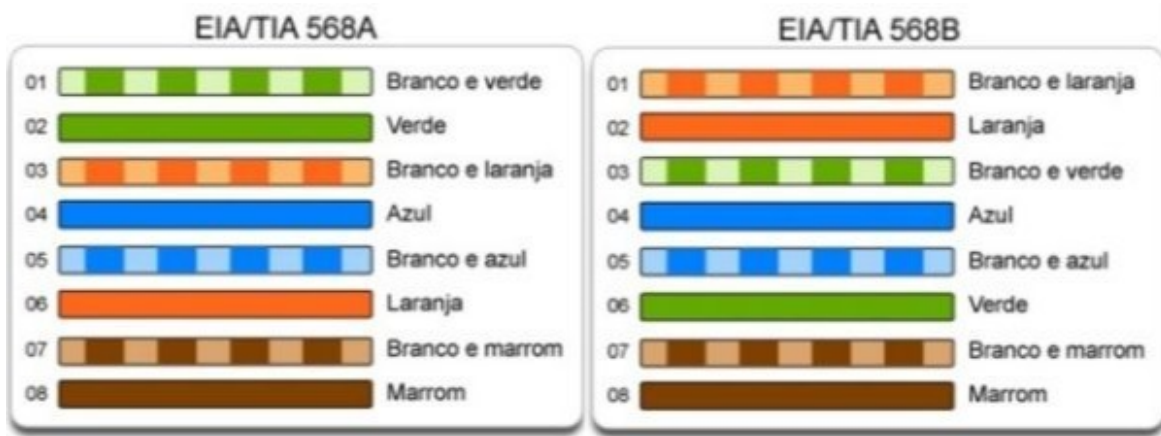 EIA/TIA 568A
01 Branco e verde
02 Verde
03 Branco e laranja
04 Azul
05 Branco e azul
06 Laranja
07 Branco e marrom
08 Marrom
EIA/TIA 568B
01 Branco e laranja
02 Laranja
03 Branco e verde
04 Azul
05 Branco e azul
06 Verde
07 Branco e marrom
08 Marrom